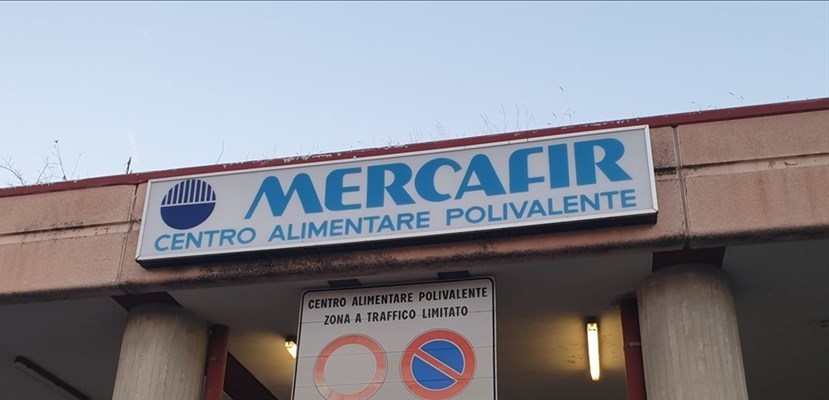 MERCAFIR
CENTRO ALIMENTARE POLIVALENTE
CENTRO ALIMENTARE POLIVALENTE
ZONA A TRAFFICO LIMITATO